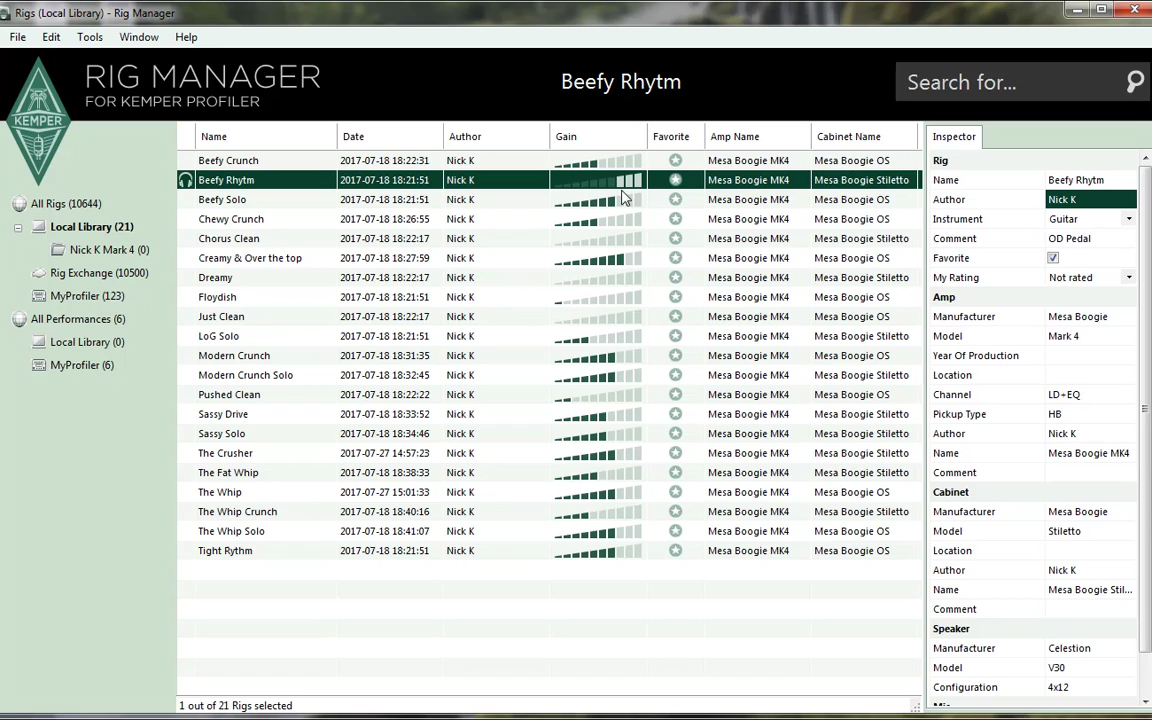 Rigs (Local Library) - Rig Manager
File Edit Tools Window Help
KEMPER
RIG MANAGER
FOR KEMPER PROFILER
Beefy Rhytm
Search for...
All Rigs (10644)
Local Library (21)
Nick K Mark 4 (0)
Rig Exchange (10500)
MyProfiler (123)
All Performances (6)
Local Library (0)
MyProfiler (6)
Name Date Author Gain Favorite Amp Name Cabinet Name
Beefy Crunch 2017-07-18 18:22:31 Nick K Mesa Boogie MK4 Mesa Boogie OS
Beefy Rhytm 2017-07-18 18:21:51 Nick K Mesa Boogie MK4 Mesa Boogie Stiletto
Beefy Solo 2017-07-18 18:21:51 Nick K Mesa Boogie MK4 Mesa Boogie OS
Chewy Crunch 2017-07-18 18:26:55 Nick K Mesa Boogie MK4 Mesa Boogie OS
Chorus Clean 2017-07-18 18:22:17 Nick K Mesa Boogie MK4 Mesa Boogie Stiletto
Creamy & Over the top 2017-07-18 18:27:59 Nick K Mesa Boogie MK4 Mesa Boogie OS
Dreamy 2017-07-18 18:22:17 Nick K Mesa Boogie MK4 Mesa Boogie Stiletto
Floydish 2017-07-18 18:21:51 Nick K Mesa Boogie MK4 Mesa Boogie OS
Just Clean 2017-07-18 18:22:17 Nick K Mesa Boogie MK4 Mesa Boogie OS
LoG Solo 2017-07-18 18:21:51 Nick K Mesa Boogie MK4 Mesa Boogie Stiletto
Modern Crunch 2017-07-18 18:31:35 Nick K Mesa Boogie MK4 Mesa Boogie OS
Modern Crunch Solo 2017-07-18 18:32:45 Nick K Mesa Boogie MK4 Mesa Boogie Stiletto
Pushed Clean 2017-07-18 18:22:22 Nick K Mesa Boogie MK4 Mesa Boogie OS
Sassy Drive 2017-07-18 18:33:52 Nick K Mesa Boogie MK4 Mesa Boogie Stiletto
Sassy Solo 2017-07-18 18:34:46 Nick K Mesa Boogie MK4 Mesa Boogie Stiletto
The Crusher 2017-07-27 14:57:23 Nick K Mesa Boogie MK4 Mesa Boogie OS
The Fat Whip 2017-07-18 18:38:33 Nick K Mesa Boogie MK4 Mesa Boogie OS
The Whip 2017-07-27 15:01:33 Nick K Mesa Boogie MK4 Mesa Boogie OS
The Whip Crunch 2017-07-18 18:40:16 Nick K Mesa Boogie MK4 Mesa Boogie Stiletto
The Whip Solo 2017-07-18 18:41:07 Nick K Mesa Boogie MK4 Mesa Boogie OS
Tight Rythm 2017-07-18 18:21:51 Nick K Mesa Boogie MK4 Mesa Boogie OS
1 out of 21 Rigs selected
Inspector
Rig
Name Beefy Rhytm
Author Nick K
Instrument Guitar
Comment OD Pedal
Favorite
My Rating Not rated
Amp
Manufacturer Mesa Boogie
Model Mark 4
Year Of Production
Location
Channel LD+EQ
Pickup Type HB
Author Nick K
Name Mesa Boogie MK4
Comment
Cabinet
Manufacturer Mesa Boogie
Model Stiletto
Location
Author Nick K
Name Mesa Boogie Stil...
Comment
Speaker
Manufacturer Celestion
Model V30
Configuration 4x12